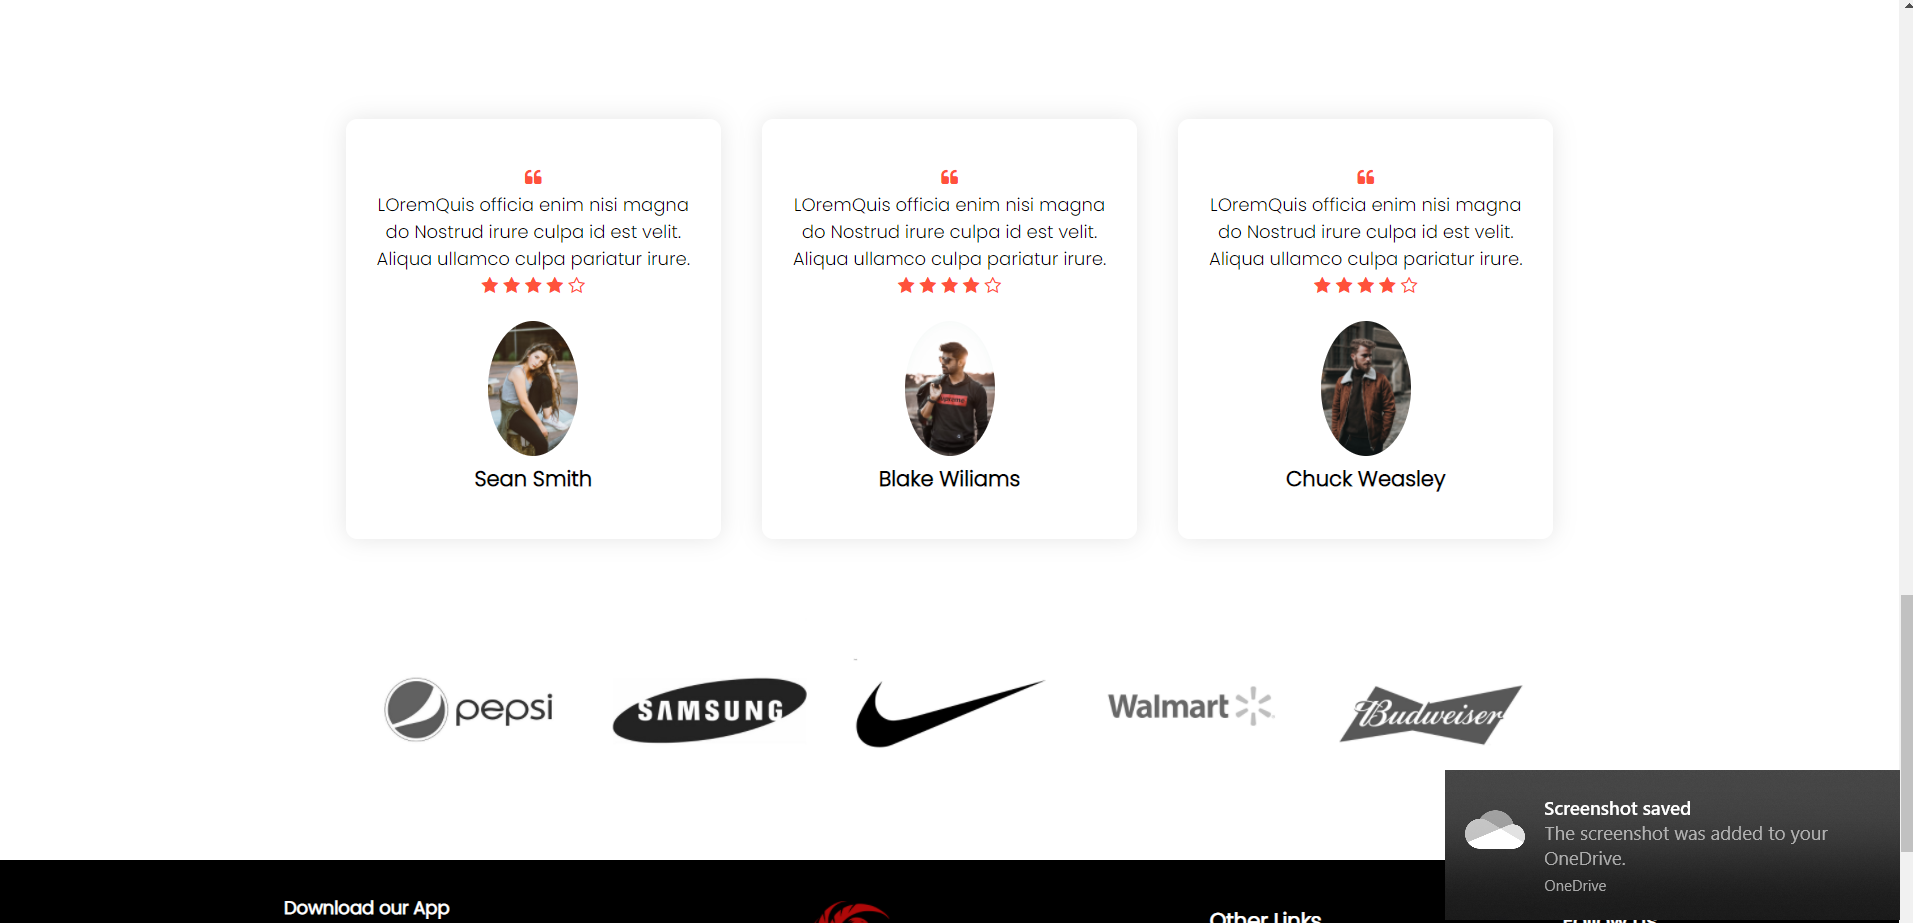 LOremQuis officia enim nisi magna
do Nostrud irure culpa id est velit.
Aliqua ullamco culpa pariatur irure.
Sean Smith
LOremQuis officia enim nisi magna
do Nostrud irure culpa id est velit.
Aliqua ullamco culpa pariatur irure.
Blake Wiliams
LOremQuis officia enim nisi magna
do Nostrud irure culpa id est velit.
Aliqua ullamco culpa pariatur irure.
Chuck Weasley
pepsi
SAMSUNG
Walmart
Budweiser
Screenshot saved
The screenshot was added to your
OneDrive.
OneDrive
Download our App
Other Links
Follow Us